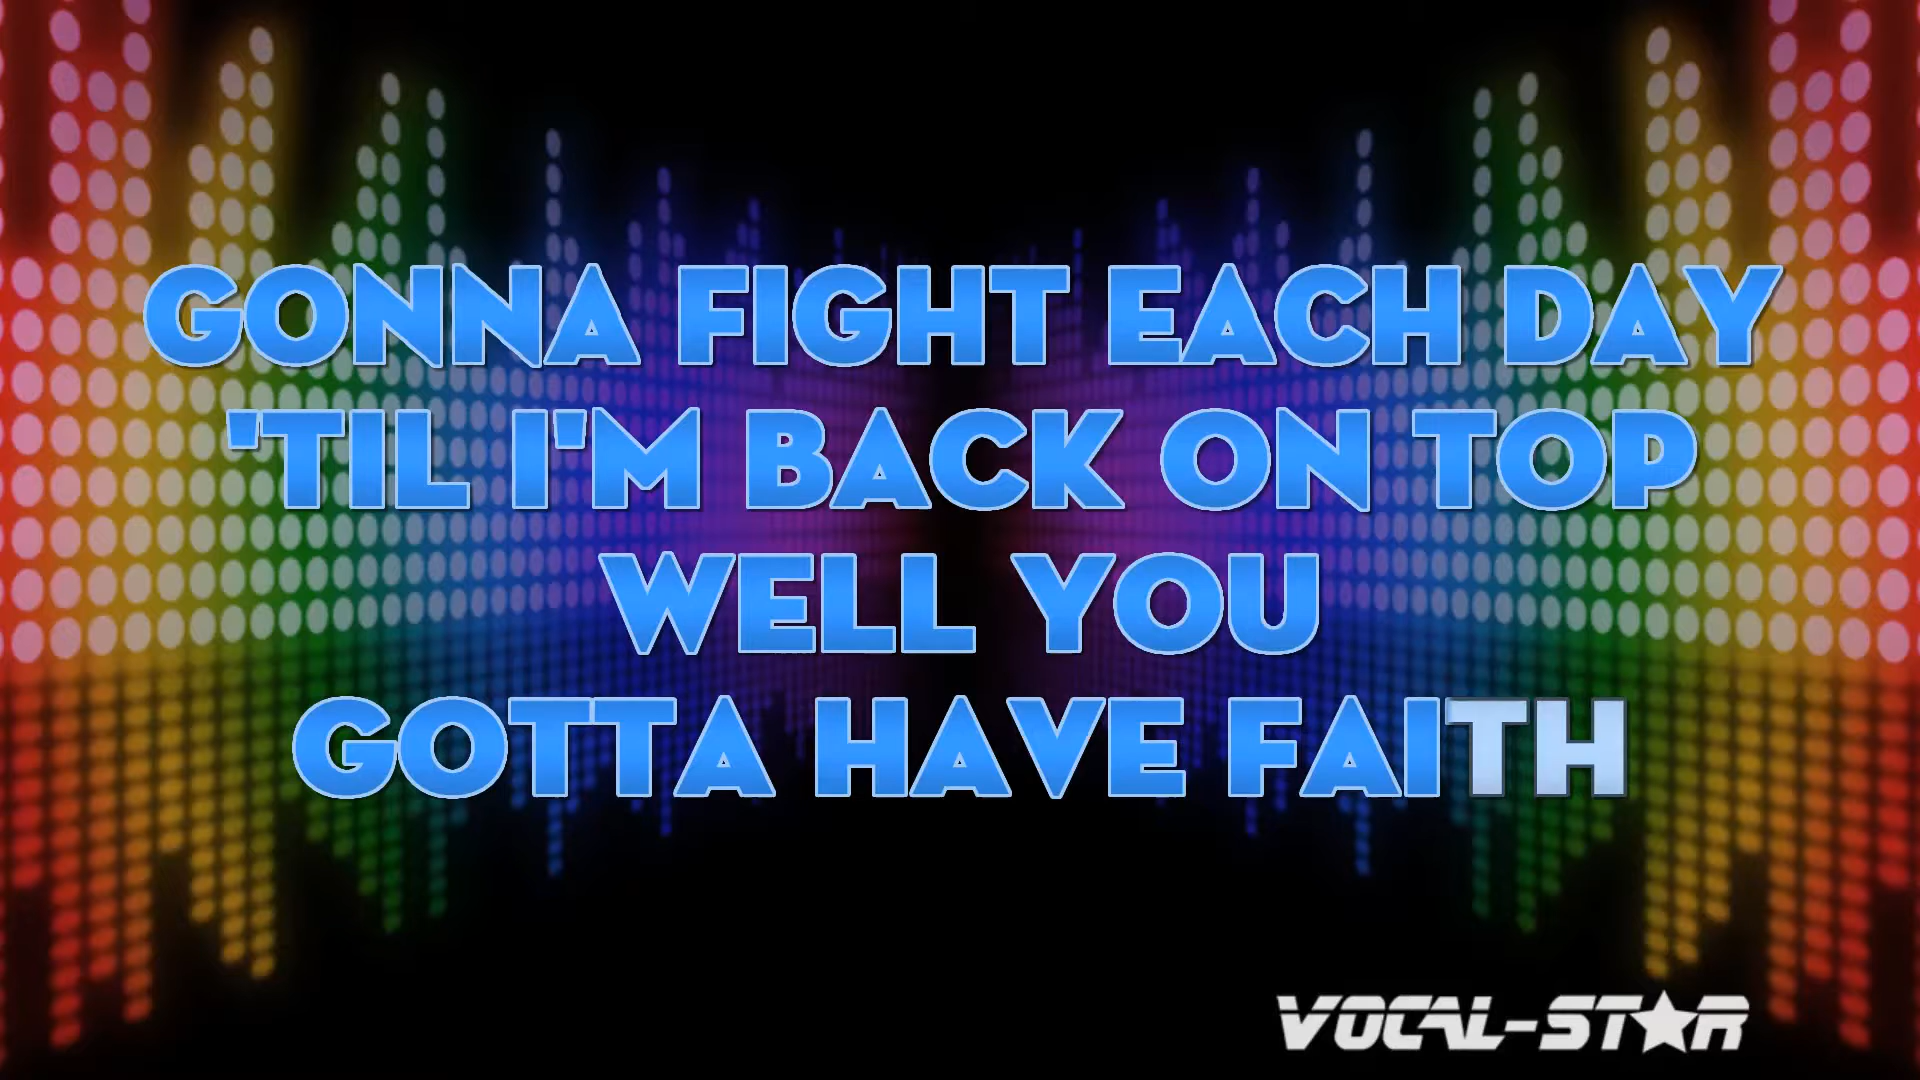 GONNA FIGHT EACH DAY
'TIL I'M BACK ON TOP
WELL YOU
GOTTA HAVE FAITH
VOCAL-STAR